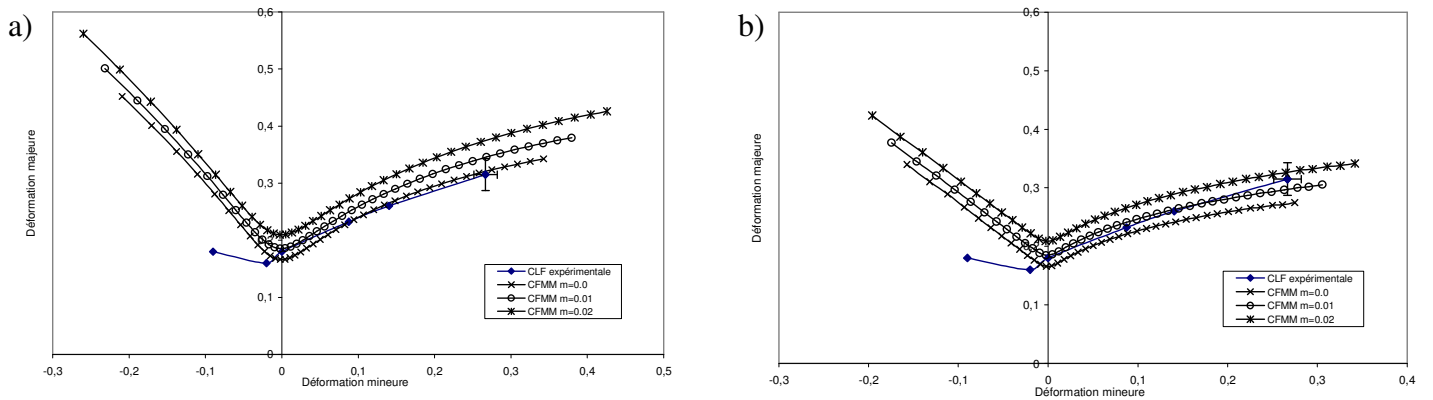 a)
Déformation majeure
0,6
0,5
0,4
0,3
0,1
0
-0,3 -0,2 -0,1 0 0,1 0,2 0,3 0,4 0,5
Déformation mineure
CLF expérimentale
CFMM m=0.0
CFMM m=0.01
CFMM m=0.02
b)
Déformation majeure
0,6
0,5
0,4
0,3
0,1
0
-0,3 -0,2 -0,1 0 0,1 0,2 0,3 0,4
Déformation mineure
CLF expérimentale
CFMM m=0.0
CFMM m=0.01
CFMM m=0.02